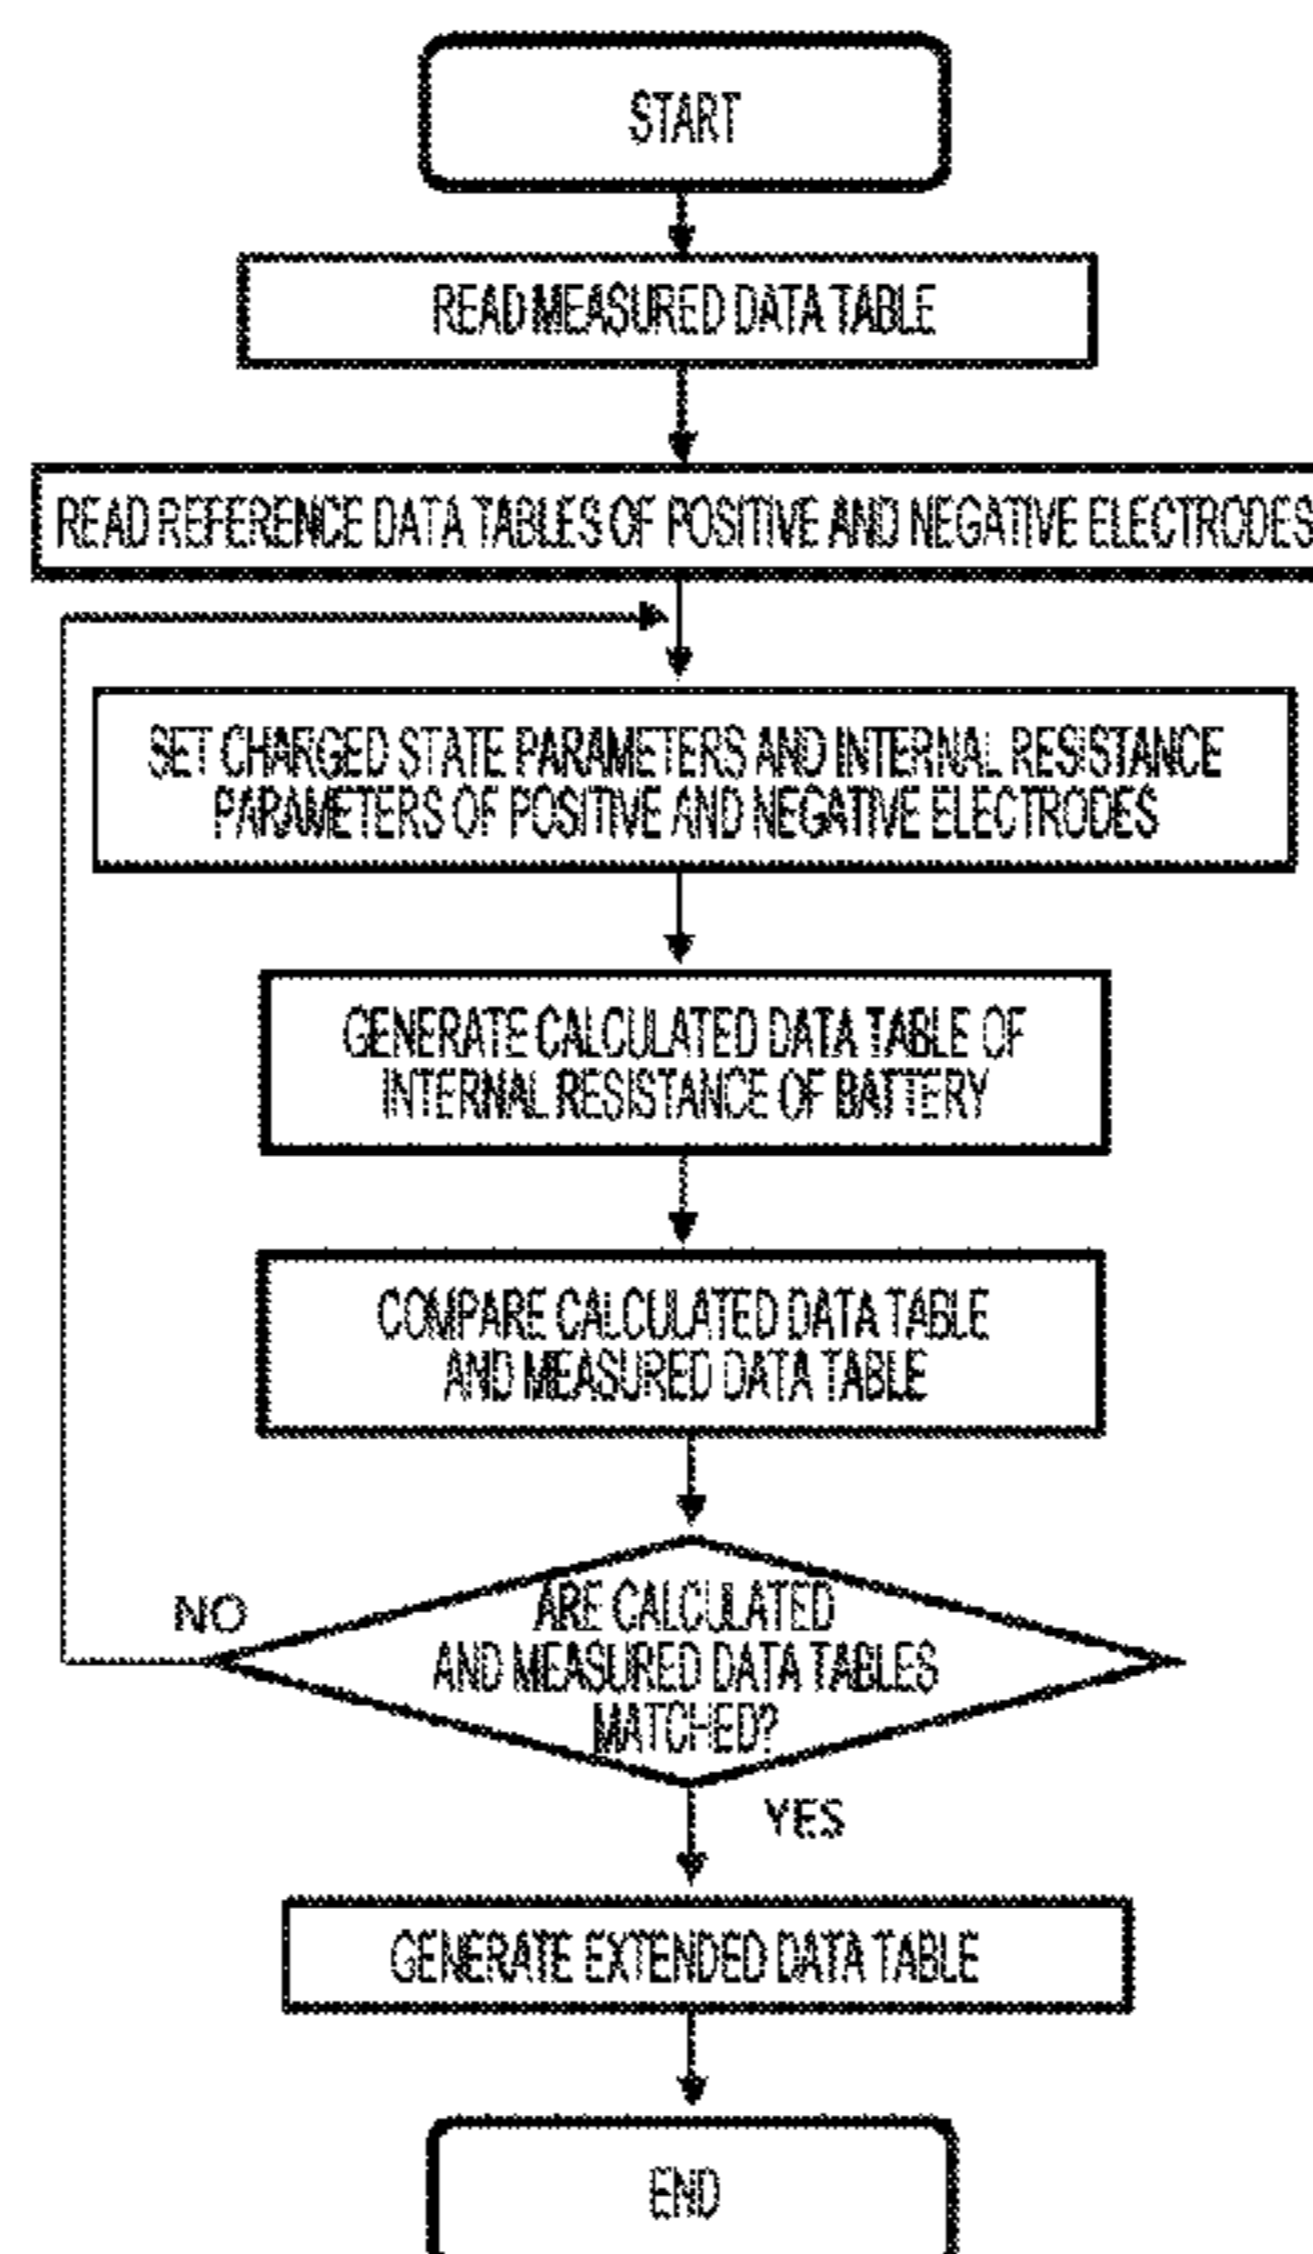 START
READ MEASURED DATA TABLE
READ REFERENCE DATA TABLES OF POSITIVE AND NEGATIVE ELECTRODES
SET CHARGED STATE PARAMETERS AND INTERNAL RESISTANCE
PARAMETERS OF POSITIVE AND NEGATIVE ELECTRODES
GENERATE CALCULATED DATA TABLE OF
INTERNAL RESISTANCE OF BATTERY
COMPARE CALCULATED DATA TABLE
AND MEASURED DATA TABLE
ARE CALCULATED
AND MEASURED DATA TABLES
MATCHED?
NO
YES
GENERATE EXTENDED DATA TABLE
END